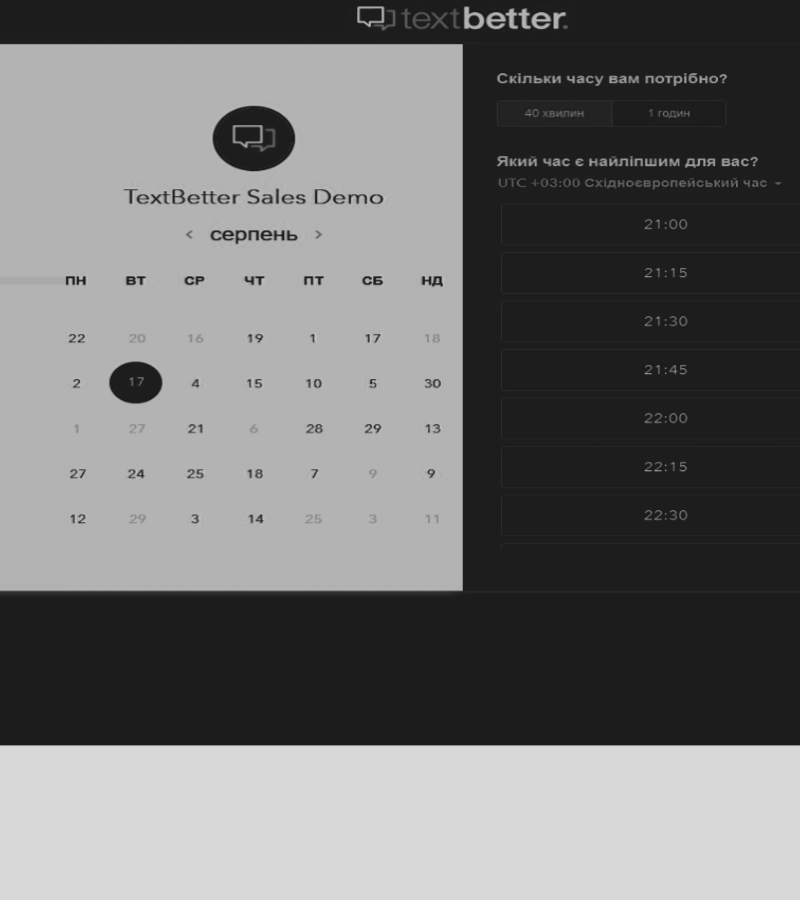 textbetter.
TextBetter Sales Demo
< серпень >
ПН ВТ СР ЧТ ПТ СБ НД
22 20 16 19 1 17 18
2 17 4 15 10 5 30
1 27 21 6 28 29 13
27 24 25 18 7 9 9
12 29 3 14 25 3 11
Скільки часу вам потрібно?
40 хвилин 1 годин
Який час є найліпшим для вас?
UTC +03:00 Східноєвропейський час
21:00
21:15
21:30
21:45
22:00
22:15
22:30